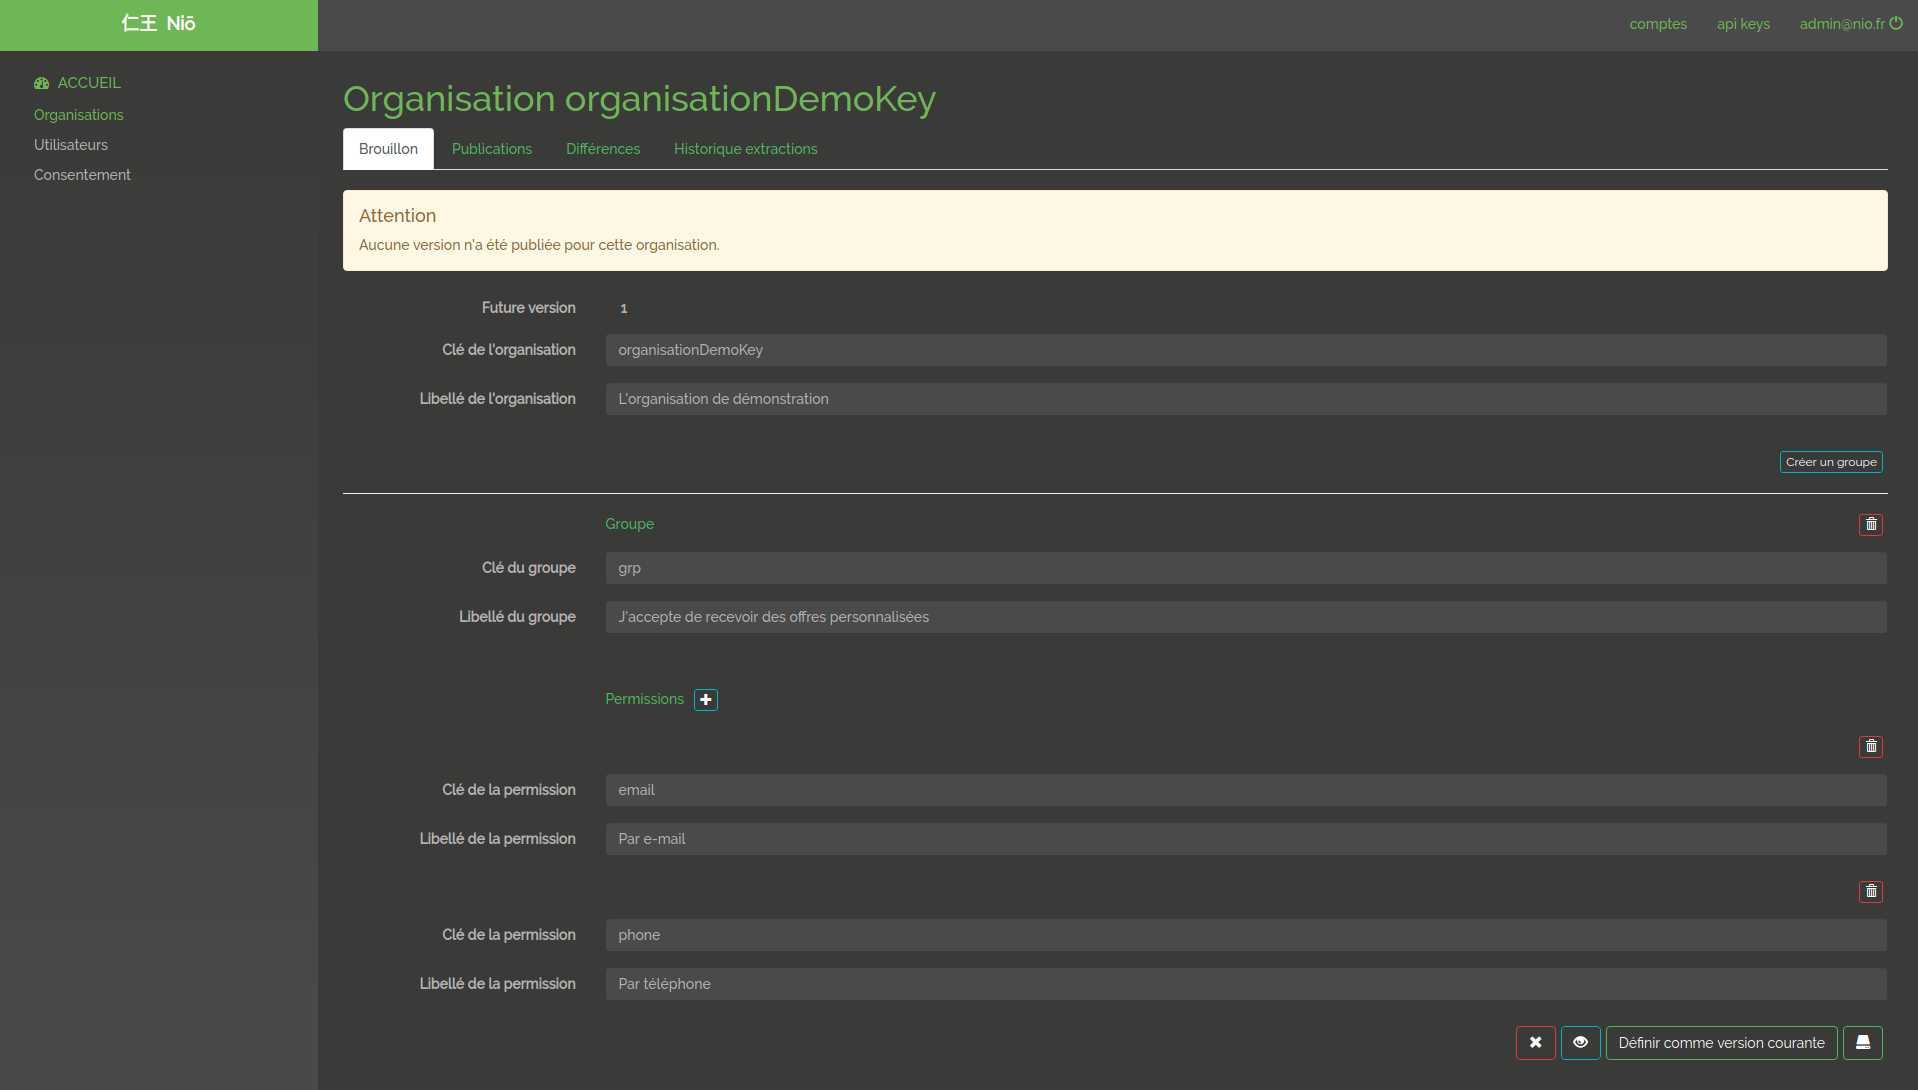 仁王 Niō
comptes
api keys
admin@nio.fr
ACCUEIL
Organisations
Utilisateurs
Consentement
Organisation organisationDemoKey
Brouillon
Publications
Différences
Historique extractions
Attention
Aucune version n'a été publiée pour cette organisation.
Future version 1
Clé de l'organisation organisationDemoKey
Libellé de l'organisation L'organisation de démonstration
Créer un groupe
Groupe
Clé du groupe grp
Libellé du groupe J'accepte de recevoir des offres personnalisées
Permissions
Clé de la permission email
Libellé de la permission Par e-mail
Clé de la permission phone
Libellé de la permission Par téléphone
Définir comme version courante